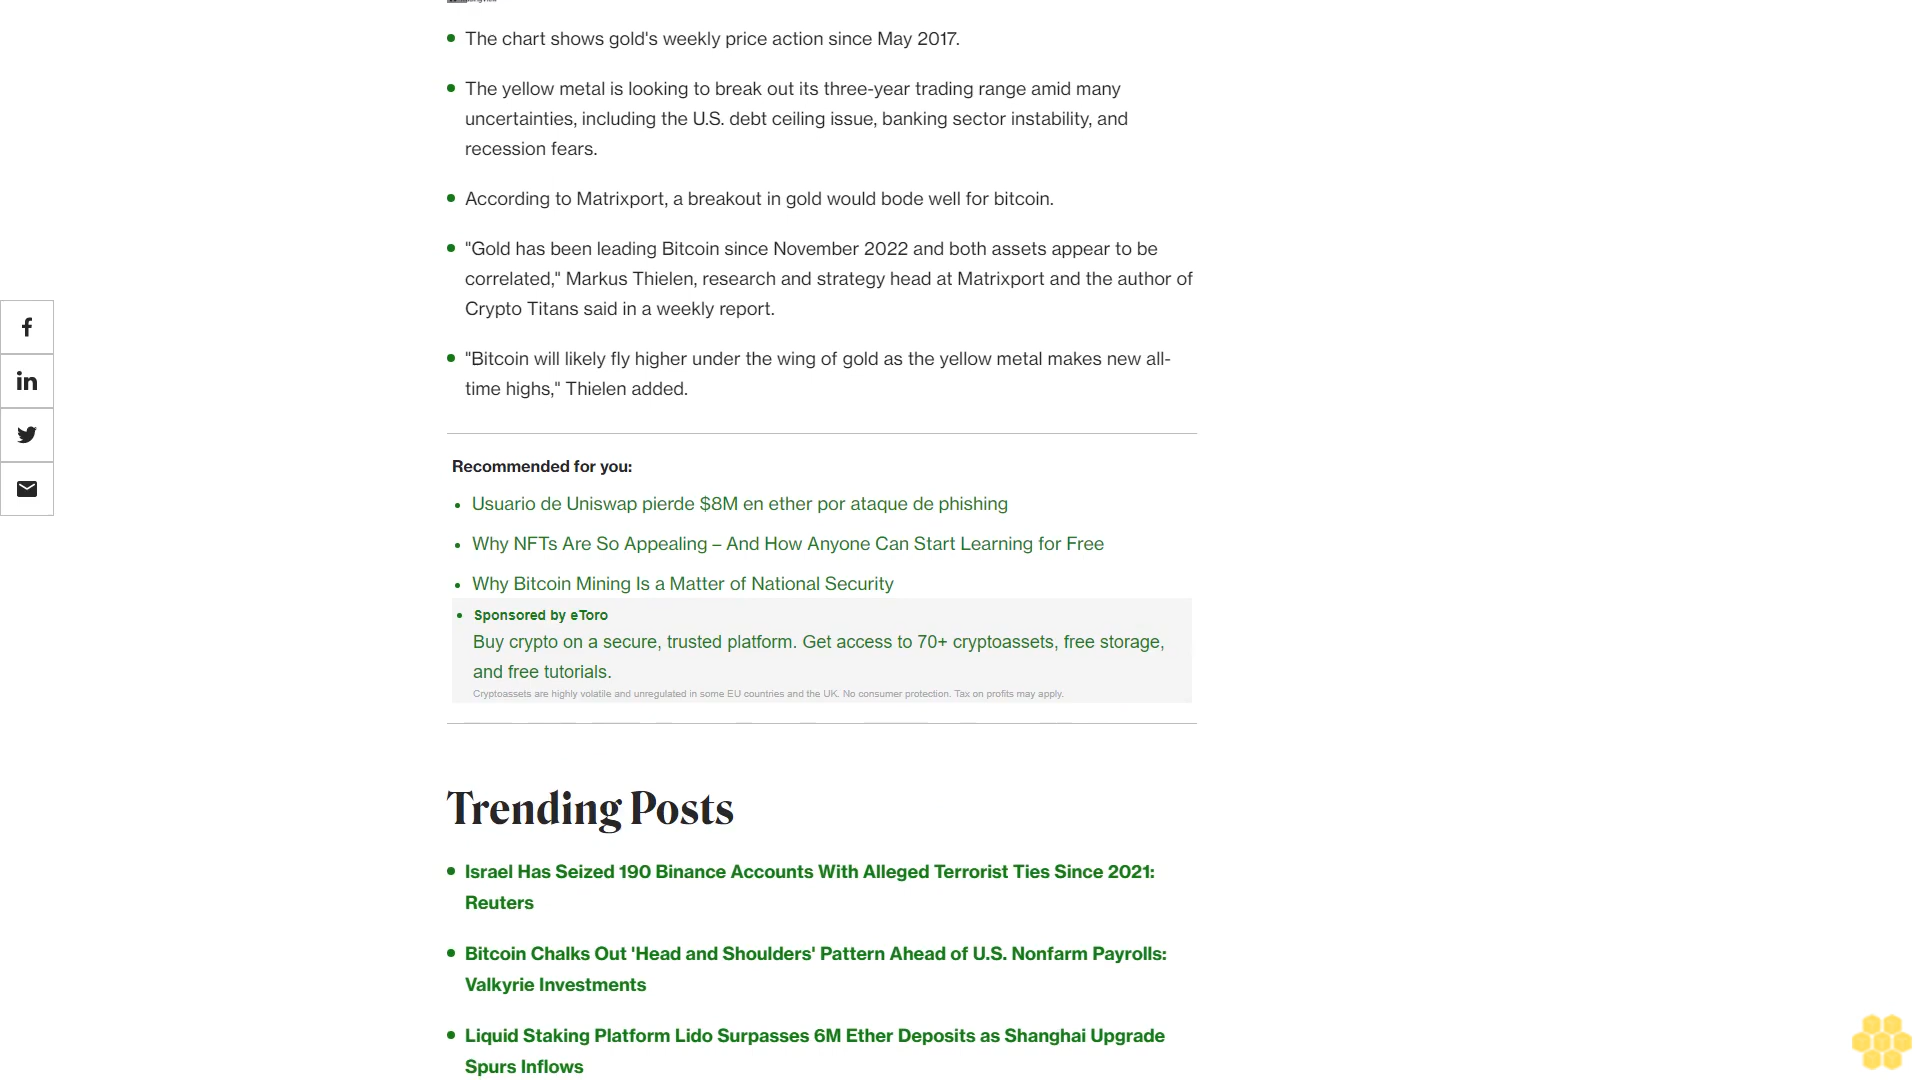 The chart shows gold's weekly price action since May 2017.
The yellow metal is looking to break out its three-year trading range amid many
uncertainties, including the U.S. debt ceiling issue, banking sector instability, and
recession fears.
According to Matrixport, a breakout in gold would bode well for bitcoin.
"Gold has been leading Bitcoin since November 2022 and both assets appear to be
correlated," Markus Thielen, research and strategy head at Matrixport and the author of
Crypto Titans said in a weekly report.
"Bitcoin will likely fly higher under the wing of gold as the yellow metal makes new all-
time highs," Thielen added.
Recommended for you:
Usuario de Uniswap pierde $8M en ether por ataque de phishing
Why NFTs Are So Appealing – And How Anyone Can Start Learning for Free
Why Bitcoin Mining Is a Matter of National Security
Sponsored by eToro
Buy crypto on a secure, trusted platform. Get access to 70+ cryptoassets, free storage,
and free tutorials.
Cryptoassets are highly volatile and unregulated in some EU countries and the UK. No consumer protection. Tax on profits may apply.
Trending Posts
Israel Has Seized 190 Binance Accounts With Alleged Terrorist Ties Since 2021:
Reuters
Bitcoin Chalks Out 'Head and Shoulders' Pattern Ahead of U.S. Nonfarm Payrolls:
Valkyrie Investments
Liquid Staking Platform Lido Surpasses 6M Ether Deposits as Shanghai Upgrade
Spurs Inflows